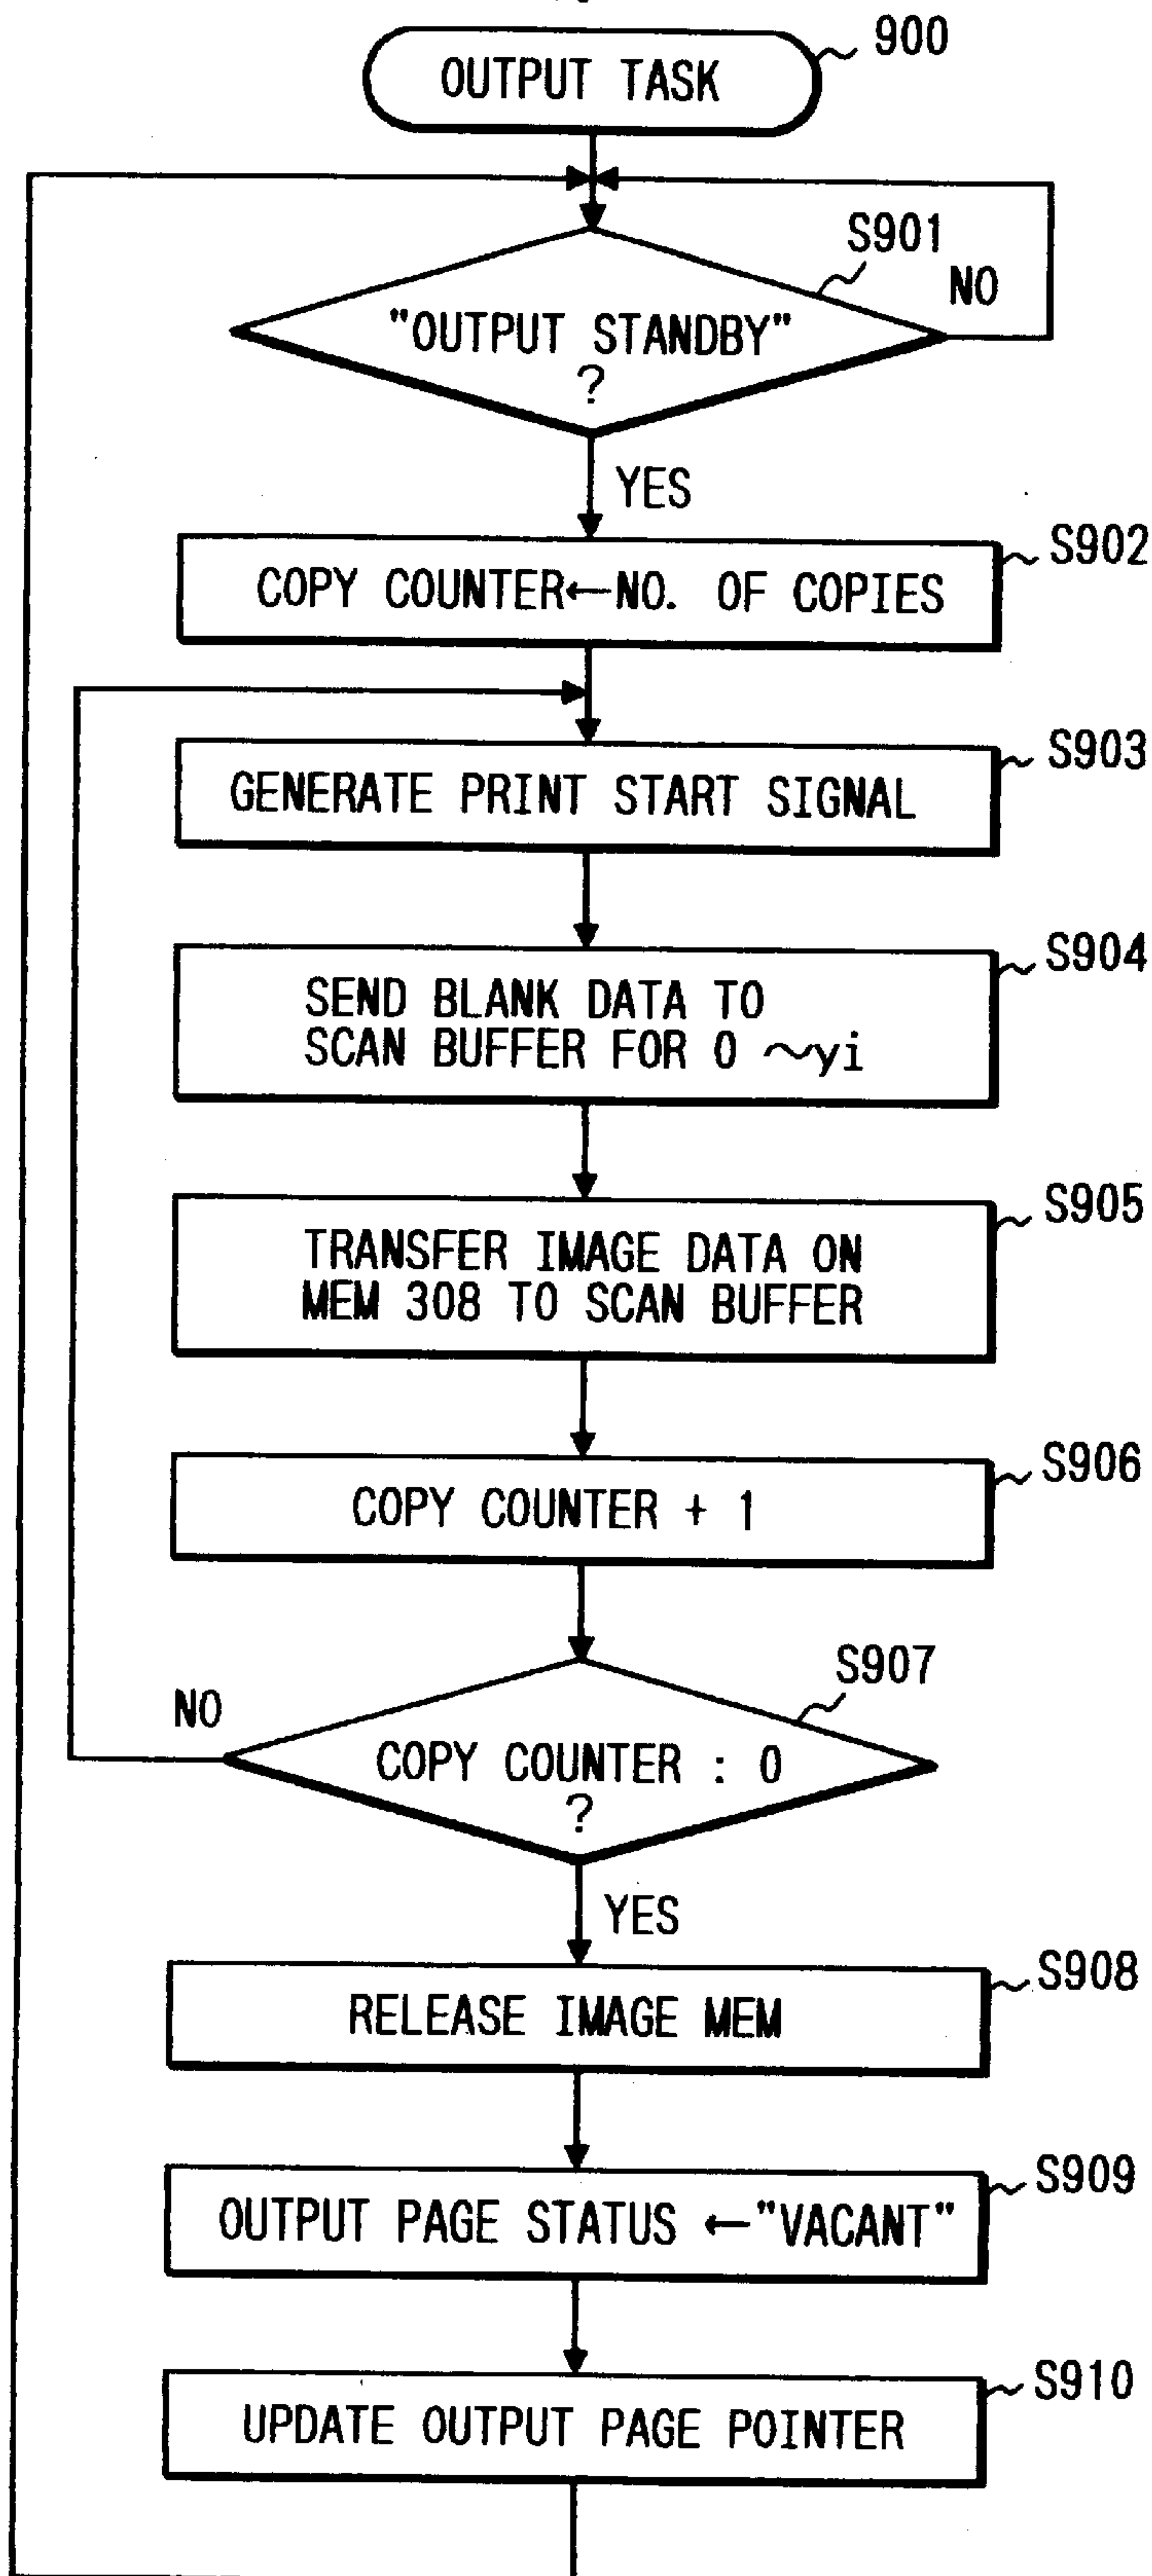 OUTPUT TASK
900
S901
NO
"OUTPUT STANDBY"
?
YES
S902
COPY COUNTER←NO. OF COPIES
S903
GENERATE PRINT START SIGNAL
S904
SEND BLANK DATA TO
SCAN BUFFER FOR 0 ~yi
S905
TRANSFER IMAGE DATA ON
MEM 308 TO SCAN BUFFER
S906
COPY COUNTER + 1
S907
NO
COPY COUNTER : 0
?
YES
S908
RELEASE IMAGE MEM
S909
OUTPUT PAGE STATUS ←"VACANT"
S910
UPDATE OUTPUT PAGE POINTER